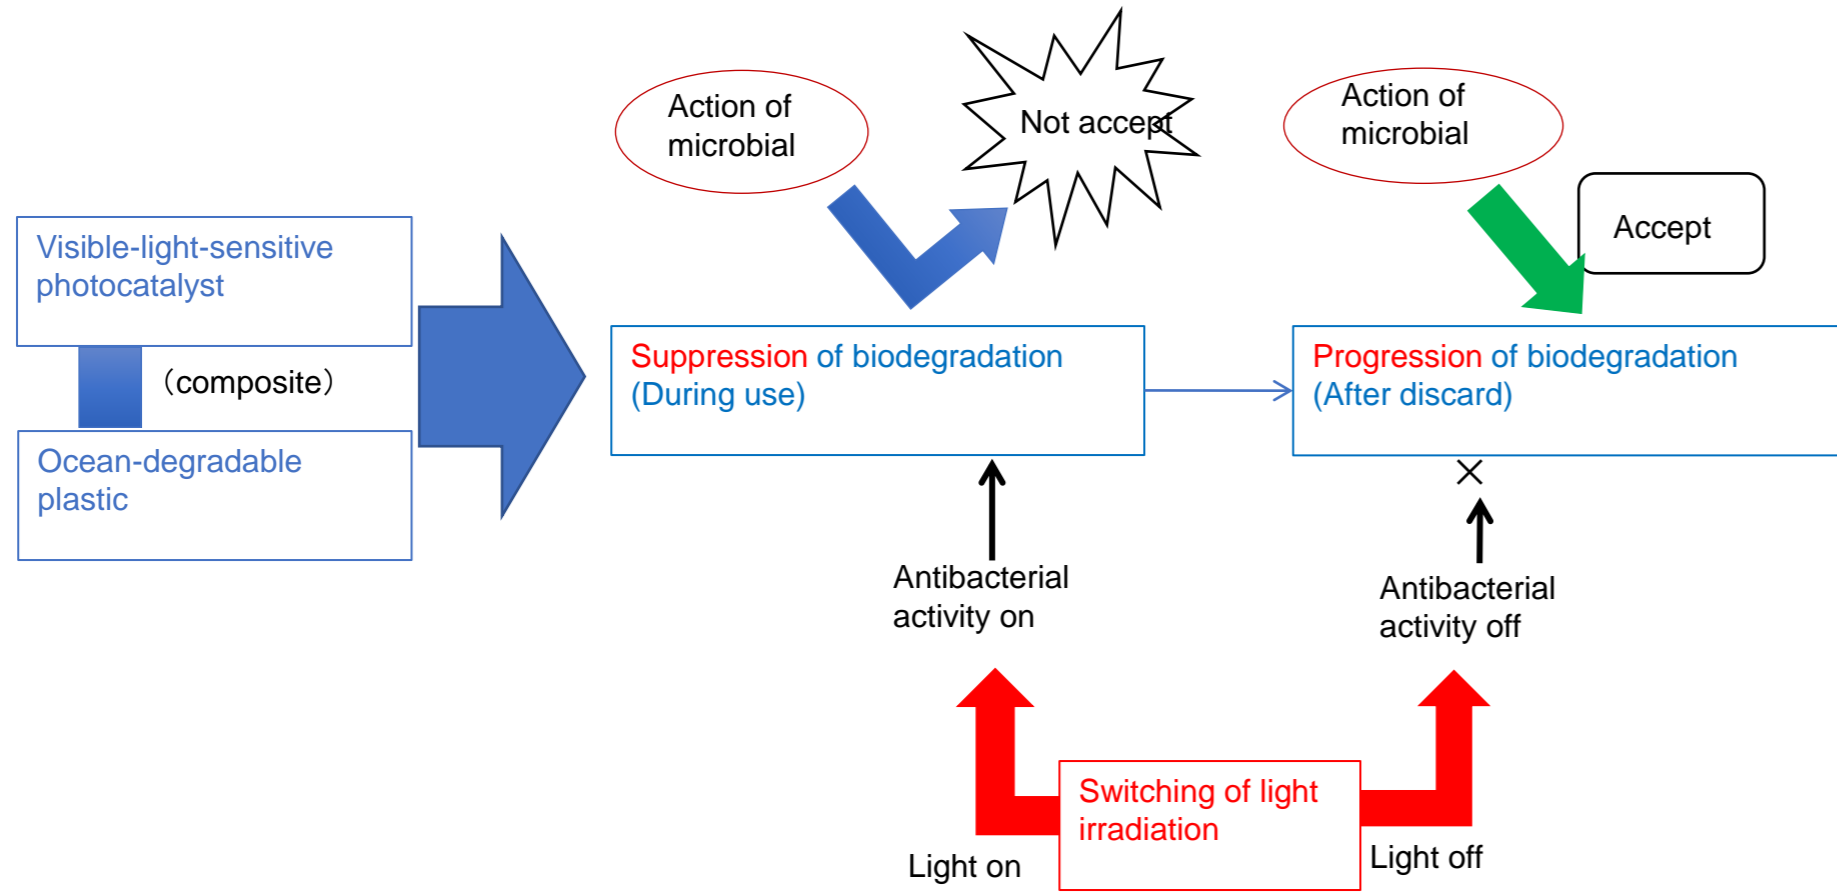 Action of
microbial
Not accept
Action of
microbial
Accept
Visible-light-sensitive
photocatalyst
（composite）
Ocean-degradable
plastic
Suppression of biodegradation
(During use)
Progression of biodegradation
(After discard)
×
Antibacterial
activity on
Antibacterial
activity off
Switching of light
irradiation
Light on
Light off